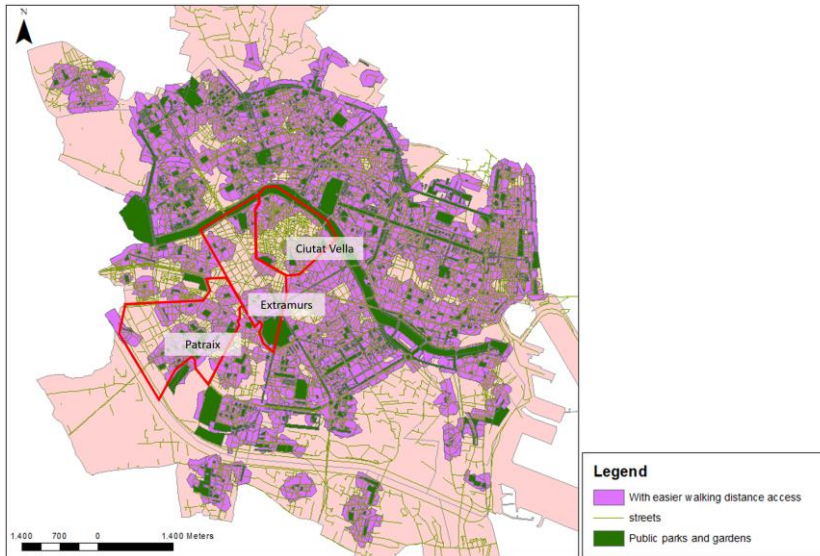 N
Ciutat Vella
Extramurs
Patraix
1.400 700 0 1.400 Meters
Legend
With easier walking distance access
streets
Public parks and gardens